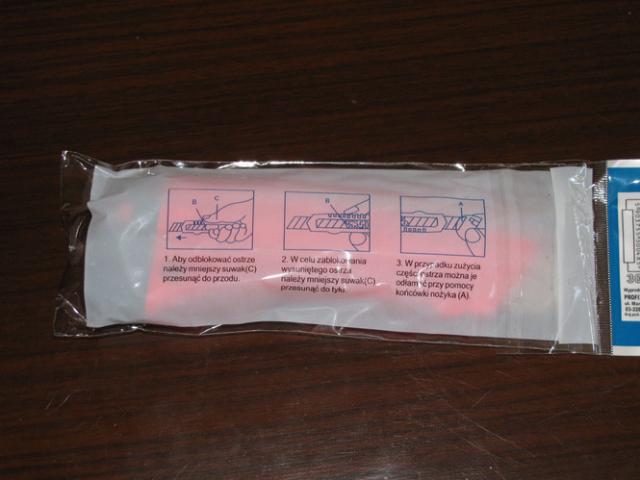 B C
1. Aby odblokować ostrze
należy mniejszy suwak(C)
przesunąć do przodu.
B
2. W celu zablokowania
wysuniętego ostrza
należy mniejszy suwak(C)
przesunąć do tyłu.
A
3. W przypadku zużycia
części ostrza można je
odłamać przy pomocy
końcówki nożyka (A).